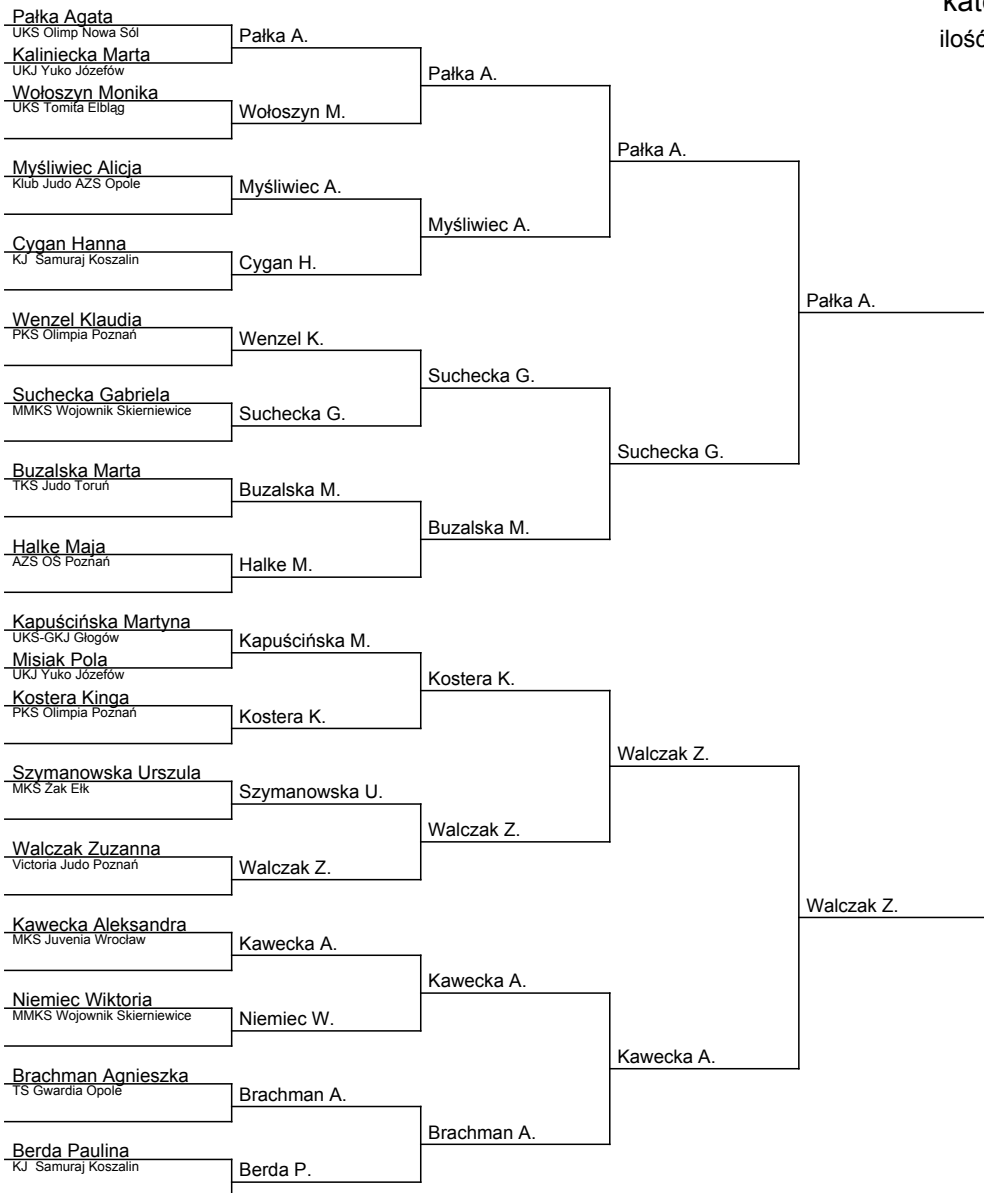 kat
ilość
Pałka Agata
UKS Olimp Nowa Sól
Kaliniecka Marta
UKJ Yuko Józefów
Wołoszyn Monika
UKS Tomita Elbląg
Myśliwiec Alicja
Klub Judo AZS Opole
Cygan Hanna
KJ Samuraj Koszalin
Wenzel Klaudia
PKS Olimpia Poznań
Suchecka Gabriela
MMKS Wojownik Skierniewice
Buzalska Marta
TKS Judo Toruń
Halke Maja
AZS OŚ Poznań
Kapuścińska Martyna
UKS-GKJ Głogów
Misiak Pola
UKJ Yuko Józefów
Kostera Kinga
PKS Olimpia Poznań
Szymanowska Urszula
MKS Żak Ełk
Walczak Zuzanna
Victoria Judo Poznań
Kawecka Aleksandra
MKS Juvenia Wrocław
Niemiec Wiktoria
MMKS Wojownik Skierniewice
Brachman Agnieszka
TS Gwardia Opole
Berda Paulina
KJ Samuraj Koszalin
Pałka A.
Wołoszyn M.
Myśliwiec A.
Cygan H.
Wenzel K.
Suchecka G.
Buzalska M.
Halke M.
Kapuścińska M.
Kostera K.
Szymanowska U.
Walczak Z.
Kawecka A.
Niemiec W.
Brachman A.
Berda P.
Pałka A.
Myśliwiec A.
Suchecka G.
Buzalska M.
Kostera K.
Walczak Z.
Kawecka A.
Brachman A.
Pałka A.
Suchecka G.
Walczak Z.
Kawecka A.
Pałka A.
Walczak Z.